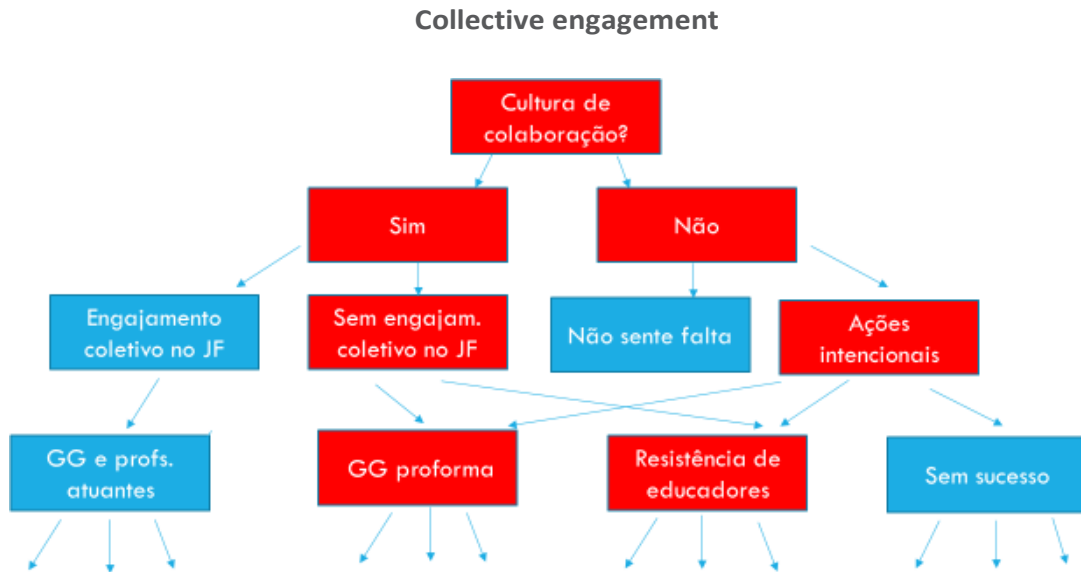 Collective engagement
Cultura de
colaboração?
Sim
Não
Engajamento
coletivo no JF
Sem engajam.
coletivo no JF
Não sente falta
Ações
intencionais
GG e profs.
atuantes
GG proforma
Resistência de
educadores
Sem sucesso